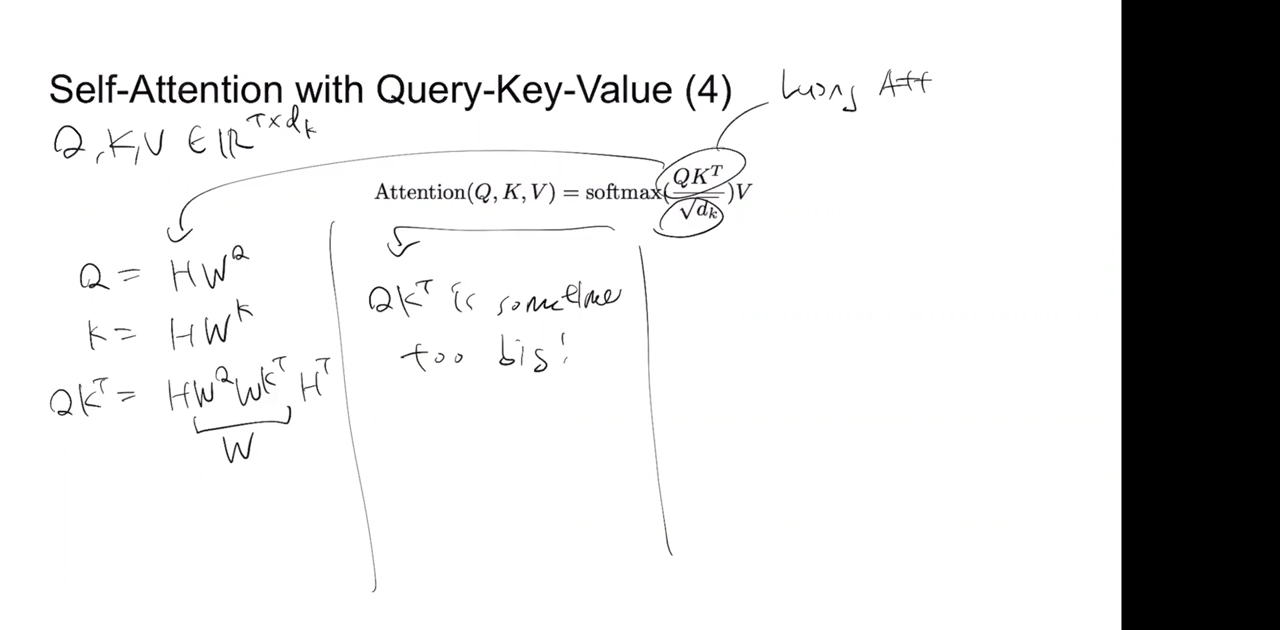 Self-Attention with Query-Key-Value (4)
Luong Att
Q, K, V ∈ ℝ^{T×d_k}
Attention(Q, K, V) = softmax(QK^T/√d_k)V
Q = HW^Q
K = HW^K
QK^T = HW^Q W^{K^T} H^T
W
QK^T is sometime
too big!